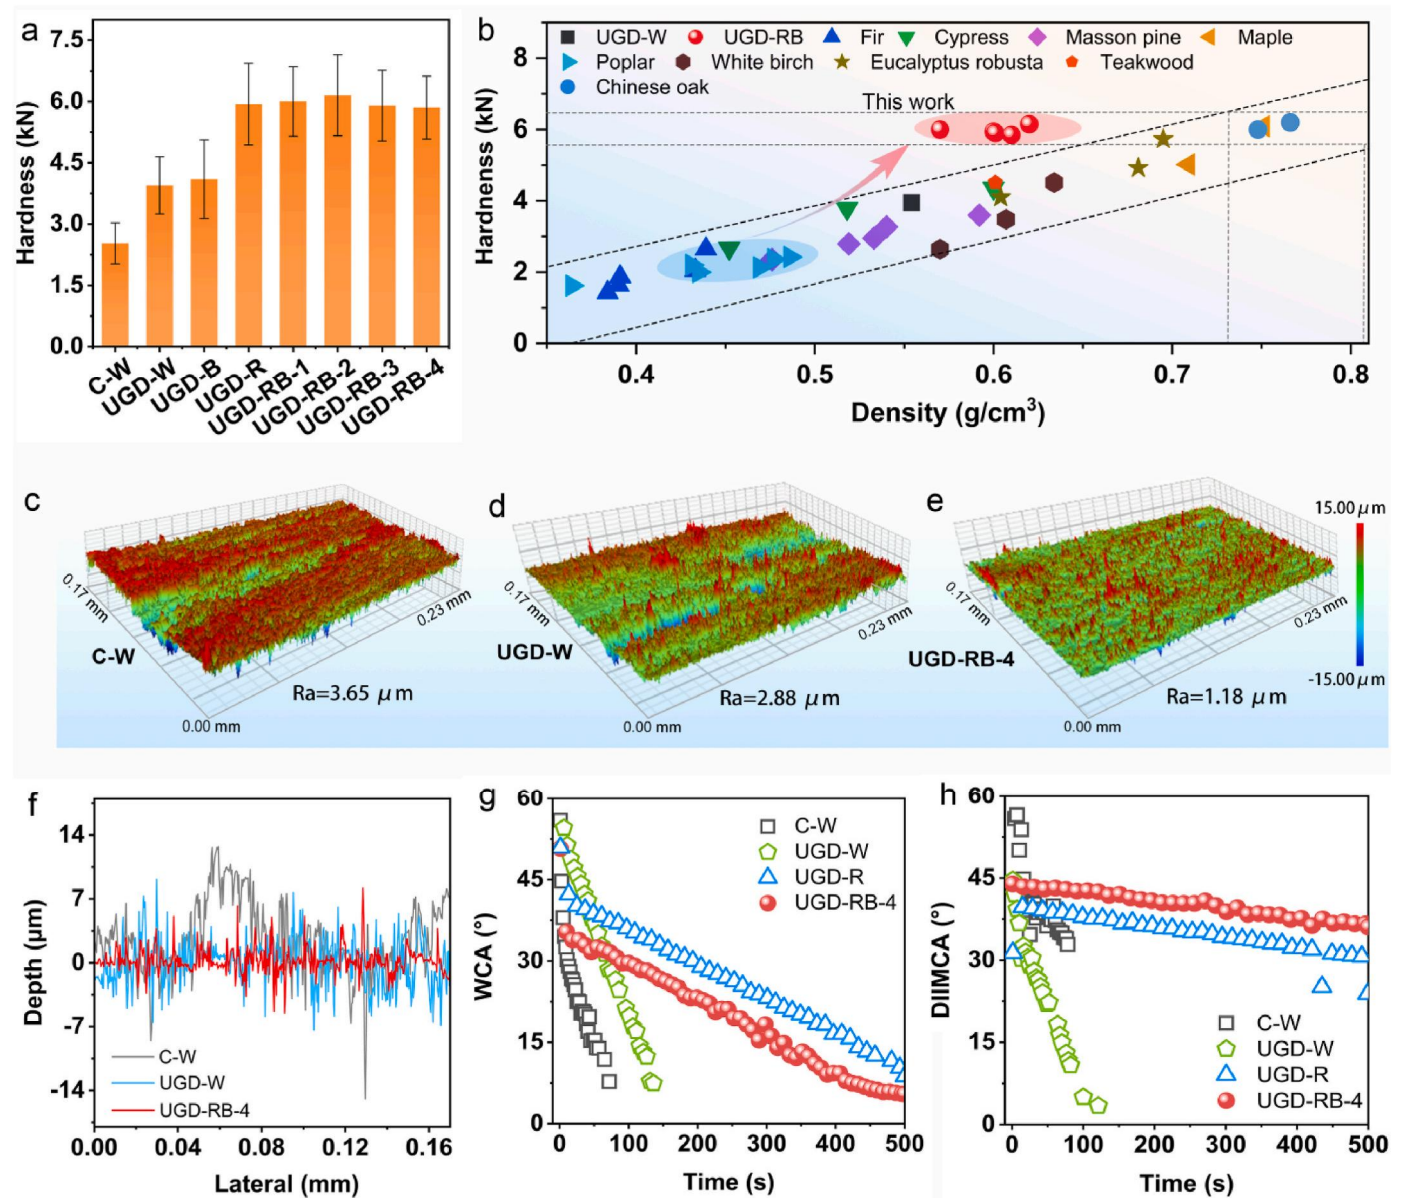 a
7.5
6.0
4.5
3.0
1.5
0.0
Hardness (kN)
C-W
UGD-W
UGD-B
UGD-R
UGD-RB-1
UGD-RB-2
UGD-RB-3
UGD-RB-4
b
UGD-W UGD-RB Fir Cypress Masson pine Maple
Poplar White birch Eucalyptus robusta Teakwood
Chinese oak
This work
8
6
4
2
0
Hardnenss (kN)
0.4 0.5 0.6 0.7 0.8
Density (g/cm³)
c
0.17 mm
0.23 mm
C-W
Ra=3.65 μm
0.00 mm
d
0.17 mm
0.23 mm
UGD-W
Ra=2.88 μm
0.00 mm
e
15.00 μm
0.17 mm
0.23 mm
UGD-RB-4
-15.00 μm
Ra=1.18 μm
0.00 mm
f
14
7
0
-7
-14
Depth (μm)
C-W
UGD-W
UGD-RB-4
0.00 0.04 0.08 0.12 0.16
Lateral (mm)
g
60
45
30
15
0
WCA (°)
C-W
UGD-W
UGD-R
UGD-RB-4
0 100 200 300 400 500
Time (s)
h
60
45
30
15
0
DIIMCA (°)
C-W
UGD-W
UGD-R
UGD-RB-4
0 100 200 300 400 500
Time (s)